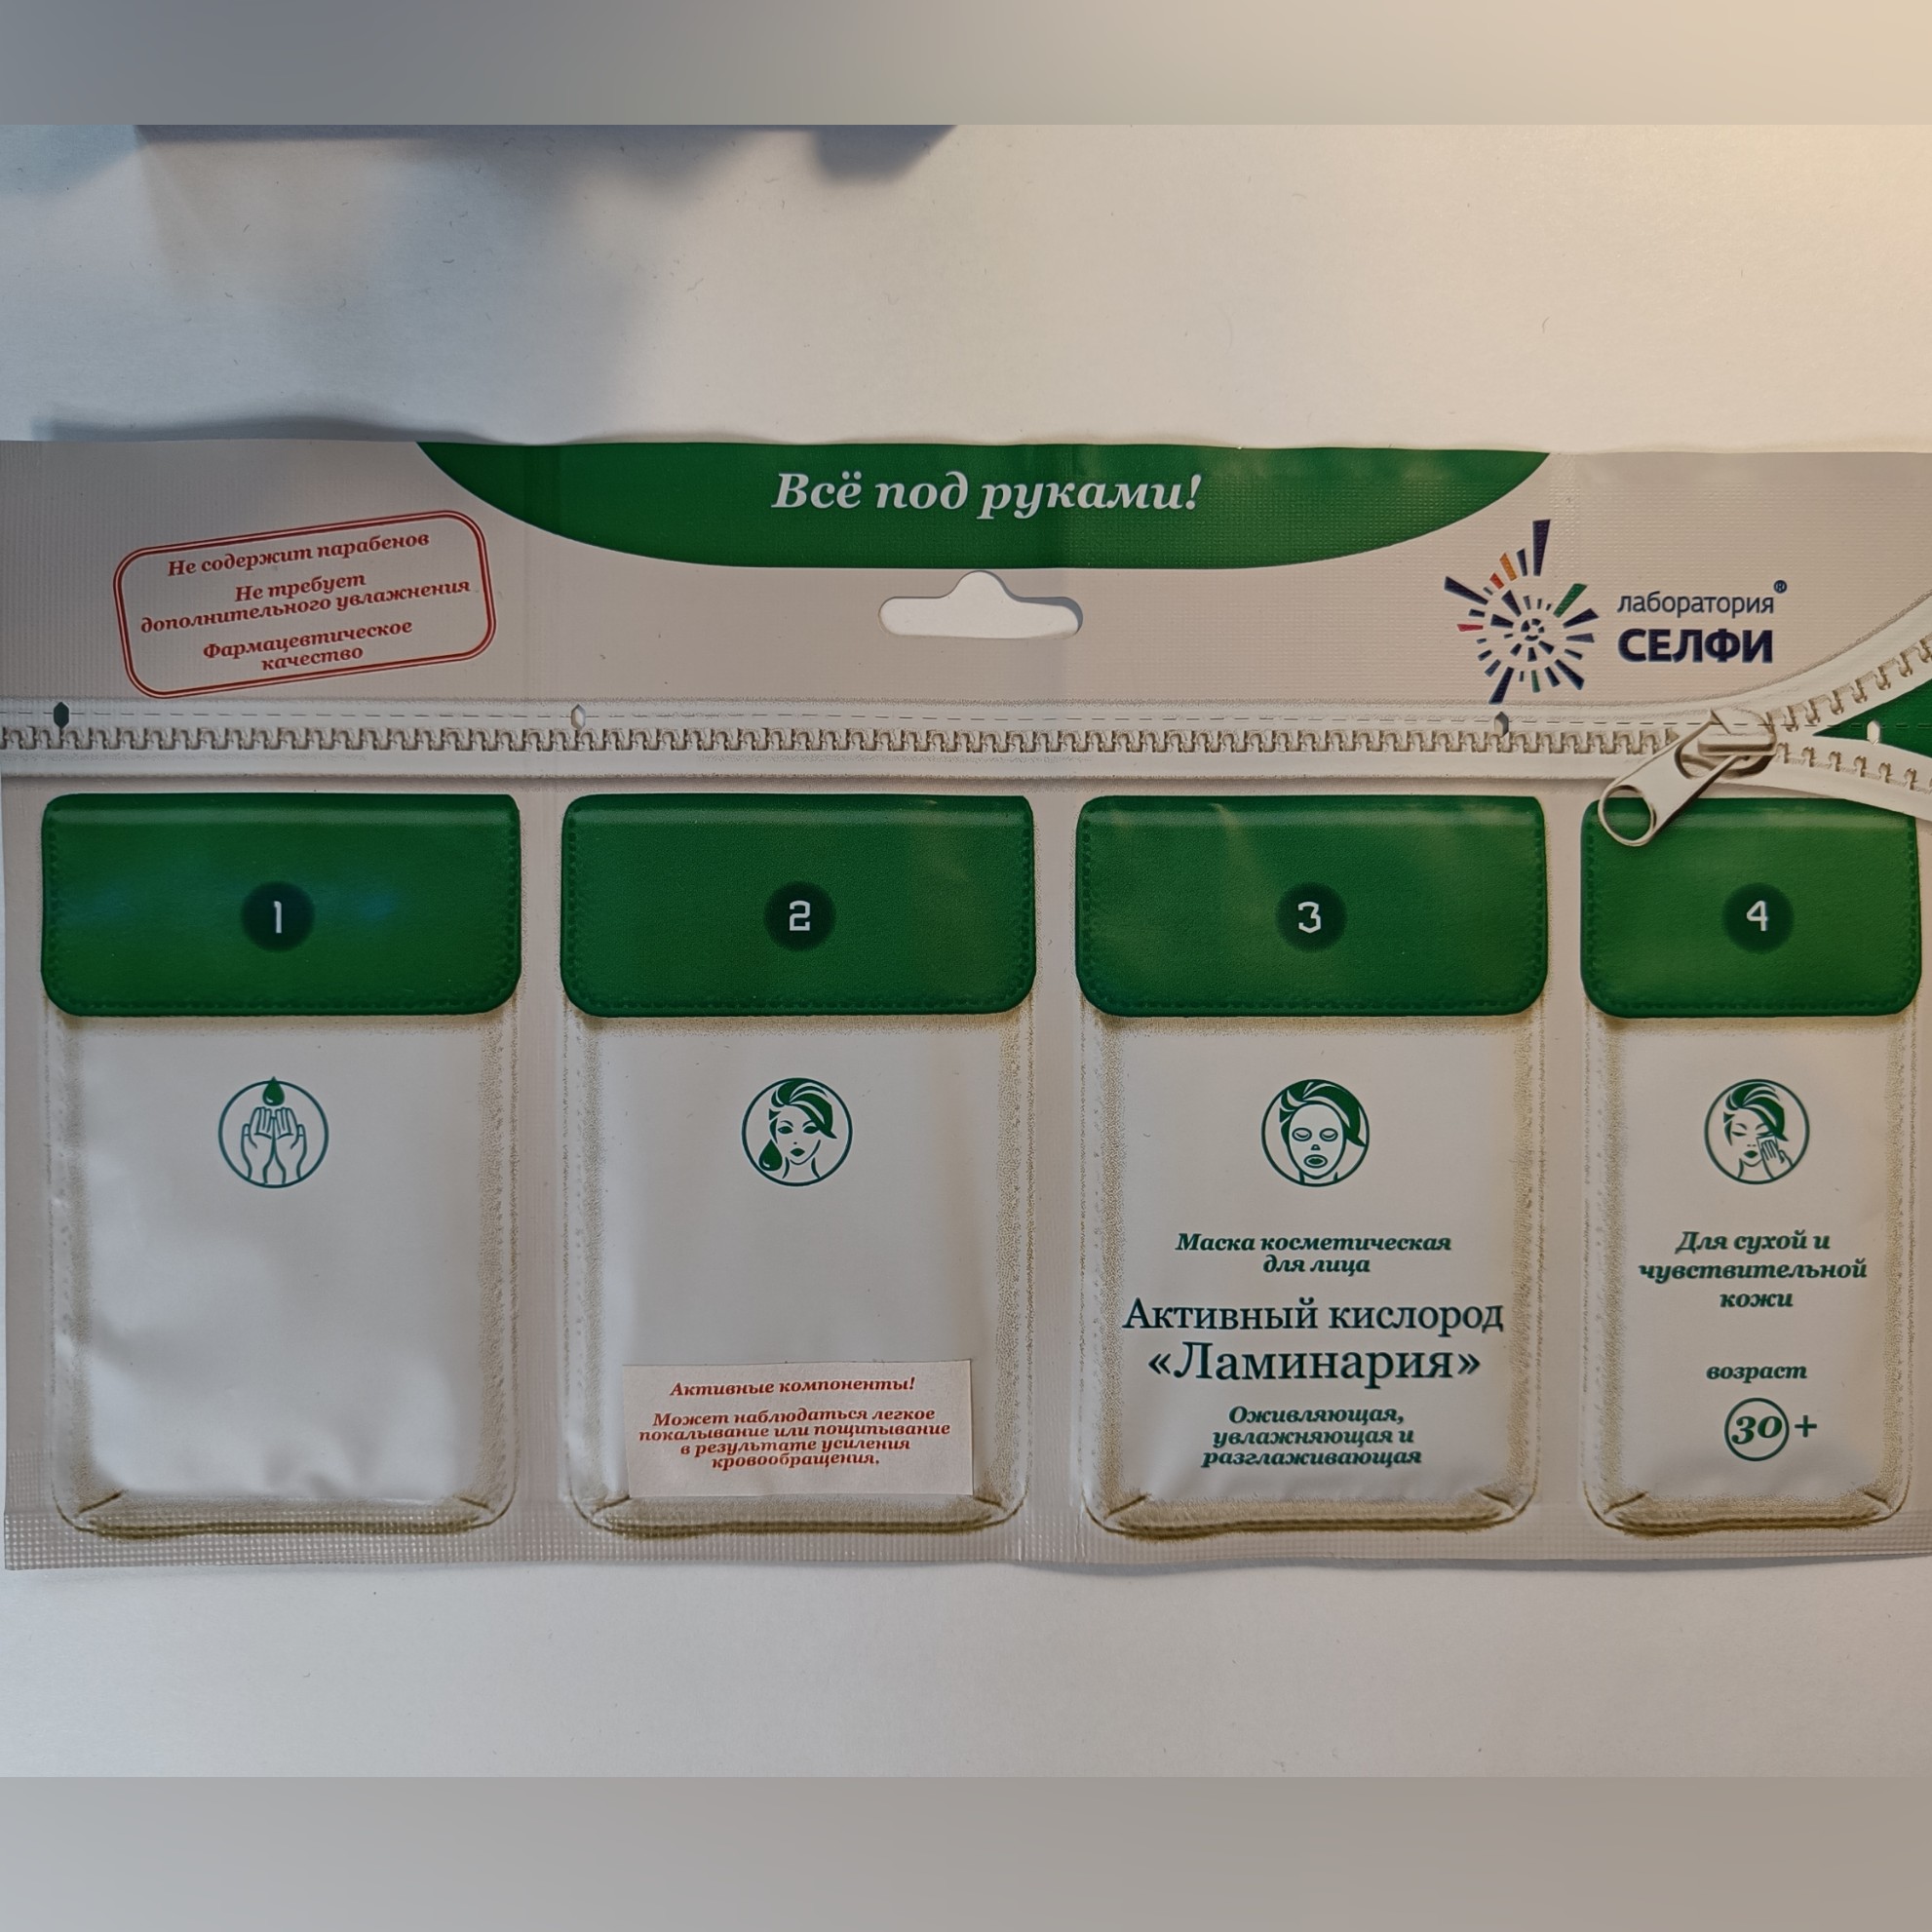 Всё под руками!
Не содержит парабенов
Не требует
дополнительного увлажнения
Фармацевтическое
качество
лаборатория®
СЕЛФИ
1
2
3
4
Активные компоненты!
Может наблюдаться легкое
покалывание или пощипывание
в результате усиления
кровообращения.
Маска косметическая
для лица
Активный кислород
«Ламинария»
Оживляющая,
увлажняющая и
разглаживающая
Для сухой и
чувствительной
кожи
возраст
30+